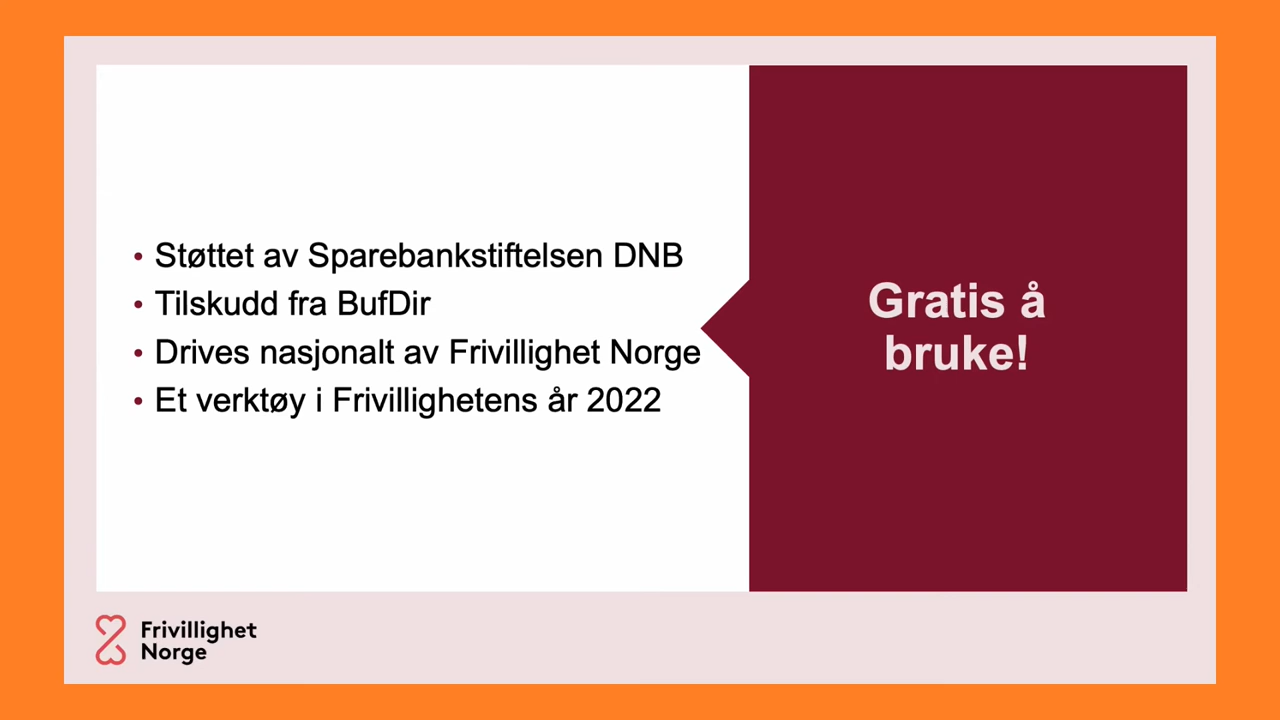 • Støttet av Sparebankstiftelsen DNB
• Tilskudd fra BufDir
• Drives nasjonalt av Frivillighet Norge
• Et verktøy i Frivillighetens år 2022
Gratis å
bruke!
Frivillighet
Norge